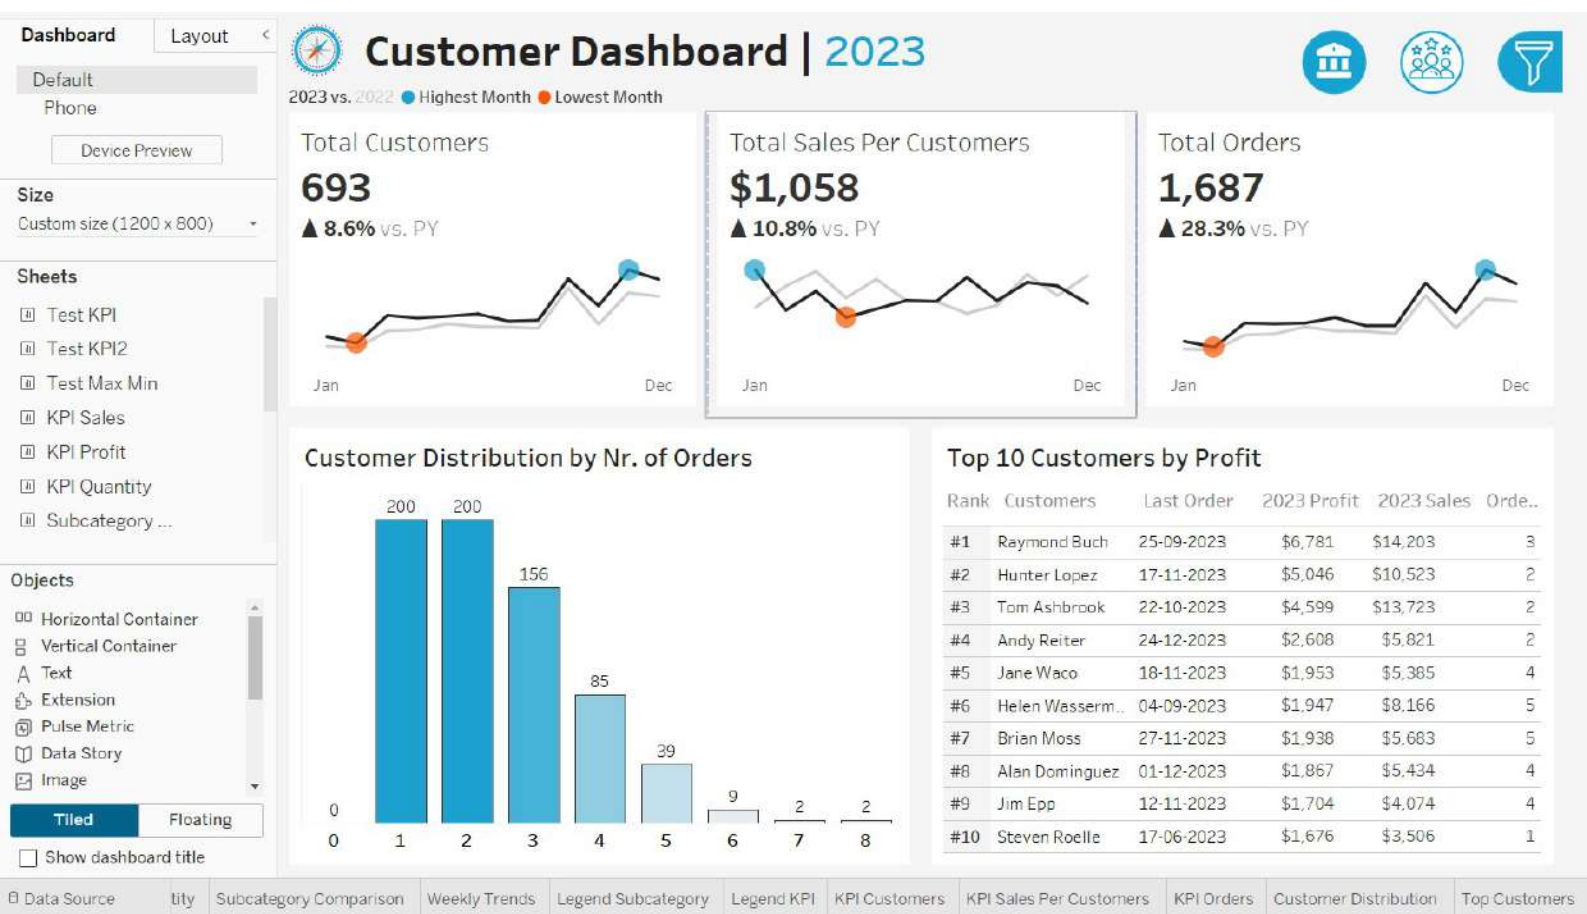 Dashboard
Layout
<
Default
Phone
Device Preview
Size
Custom size (1200 x 800)
Sheets
Test KPI
Test KPI2
Test Max Min
KPI Sales
KPI Profit
KPI Quantity
Subcategory ...
Objects
Horizontal Container
Vertical Container
A Text
Extension
Pulse Metric
Data Story
Image
Tiled
Floating
Show dashboard title
Customer Dashboard | 2023
2023 vs. 2022 Highest Month Lowest Month
Total Customers
693
▲ 8.6% vs. PY
Jan Dec
Total Sales Per Customers
$1,058
▲ 10.8% vs. PY
Jan Dec
Total Orders
1,687
▲ 28.3% vs. PY
Jan Dec
Customer Distribution by Nr. of Orders
0 200 200 156 85 39 9 2 2
0 1 2 3 4 5 6 7 8
Top 10 Customers by Profit
Rank Customers Last Order 2023 Profit 2023 Sales Orde..
#1 Raymond Buch 25-09-2023 $6,781 $14,203 3
#2 Hunter Lopez 17-11-2023 $5,046 $10,523 2
#3 Tom Ashbrook 22-10-2023 $4,599 $13,723 2
#4 Andy Reiter 24-12-2023 $2,608 $5,821 2
#5 Jane Waco 18-11-2023 $1,953 $5,385 4
#6 Helen Wasserm.. 04-09-2023 $1,947 $8,166 5
#7 Brian Moss 27-11-2023 $1,938 $5,683 5
#8 Alan Dominguez 01-12-2023 $1,867 $5,434 4
#9 Jim Epp 12-11-2023 $1,704 $4,074 4
#10 Steven Roelle 17-06-2023 $1,676 $3,506 1
Data Source tity Subcategory Comparison Weekly Trends Legend Subcategory Legend KPI KPI Customers KPI Sales Per Customers KPI Orders Customer Distribution Top Customers